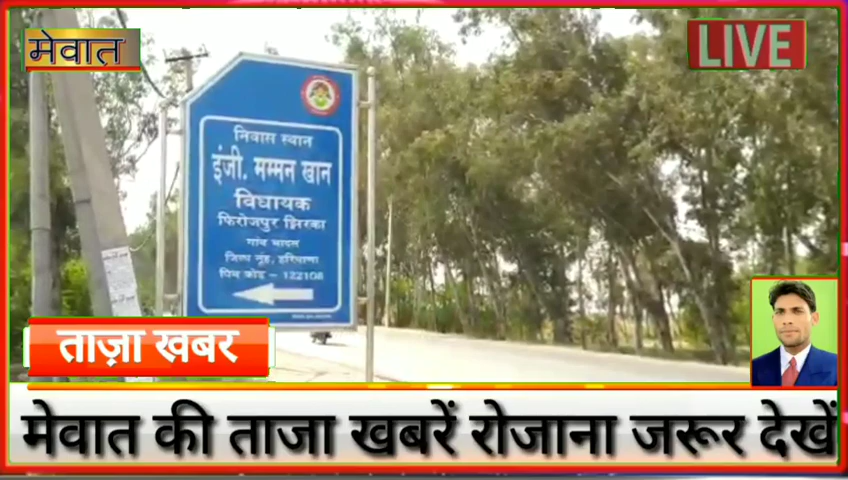 मेवात
LIVE
निवास स्थान
इंजी. मम्मन खान
विधायक
फिरोजपुर झिरका
गांव भादस
जिला नूंह, हरियाणा
पिन कोड - 122108
ताज़ा खबर
मेवात की ताजा खबरें रोजाना जरूर देखें